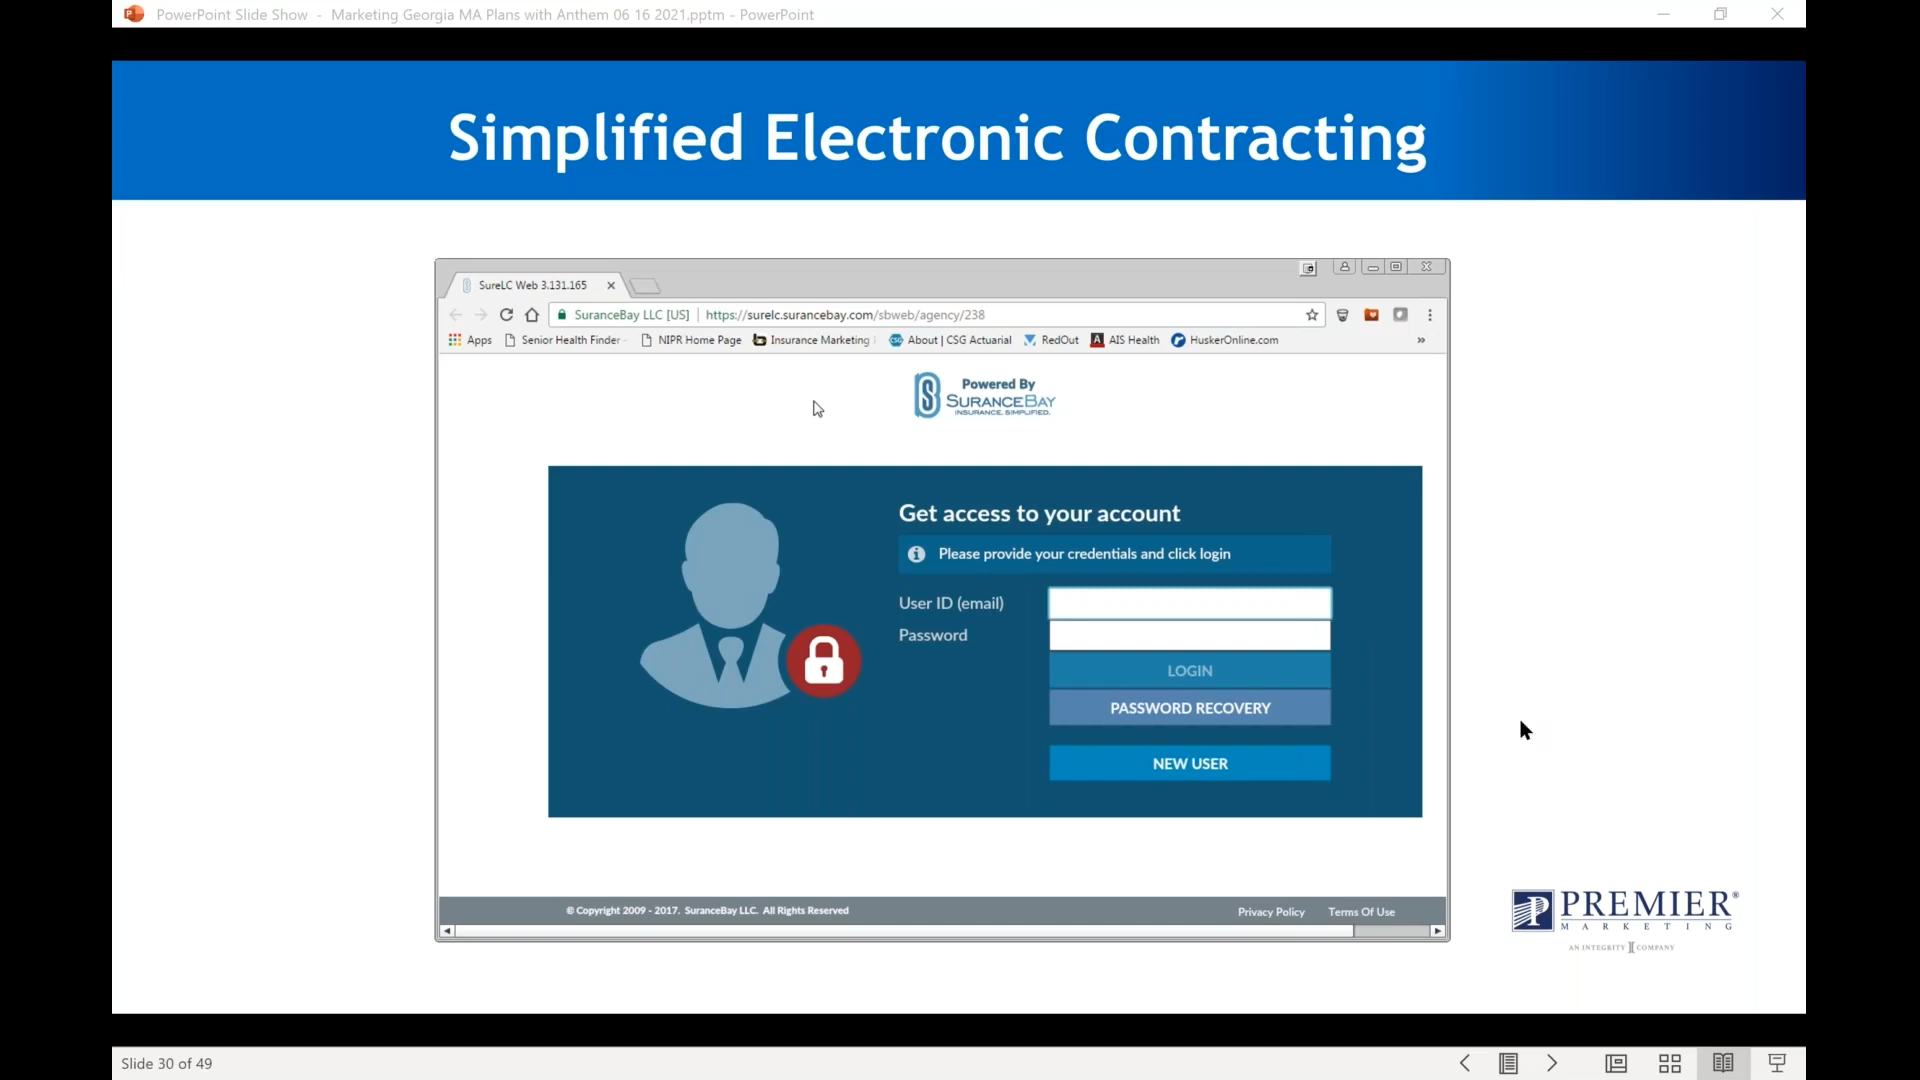 PowerPoint Slide Show - Marketing Georgia MA Plans with Anthem 06 16 2021.pptm - PowerPoint
Simplified Electronic Contracting
SureLC Web 3.131.165
SuranceBay LLC [US] | https://surelc.surancebay.com/sbweb/agency/238
Apps Senior Health Finder NIPR Home Page Insurance Marketing About | CSG Actuarial RedOut AIS Health HuskerOnline.com »
Powered By
SURANCEBAY
INSURANCE. SIMPLIFIED.
Get access to your account
Please provide your credentials and click login
User ID (email)
Password
LOGIN
PASSWORD RECOVERY
NEW USER
© Copyright 2009 - 2017. SuranceBay LLC. All Rights Reserved
Privacy Policy Terms Of Use
PREMIER®
MARKETING
AN INTEGRITY COMPANY
Slide 30 of 49